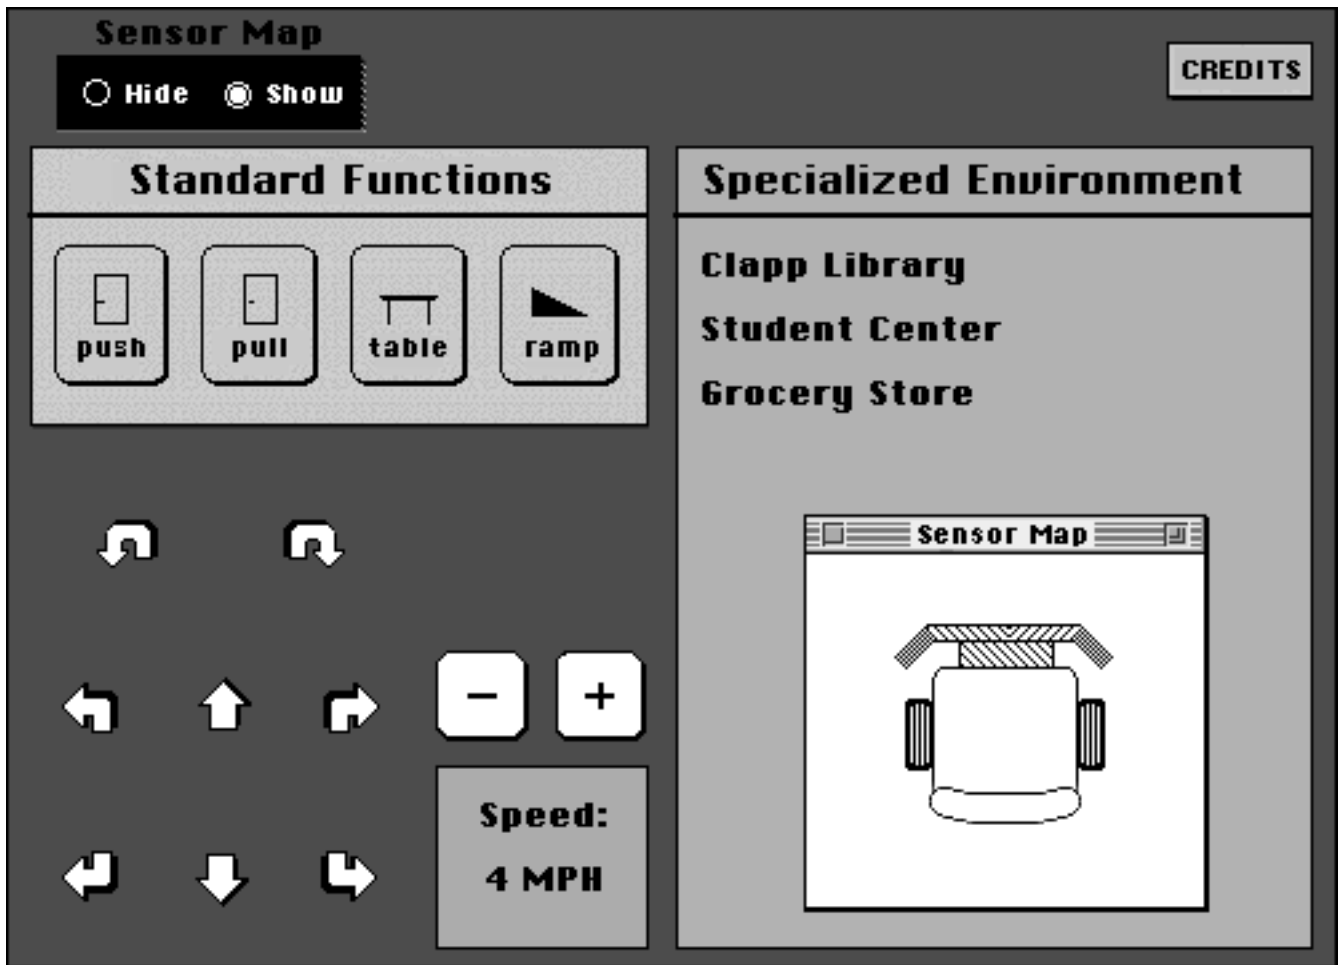 Sensor Map
Hide Show
CREDITS
Standard Functions
push pull table ramp
Specialized Environment
Clapp Library
Student Center
Grocery Store
Sensor Map
- +
Speed:
4 MPH